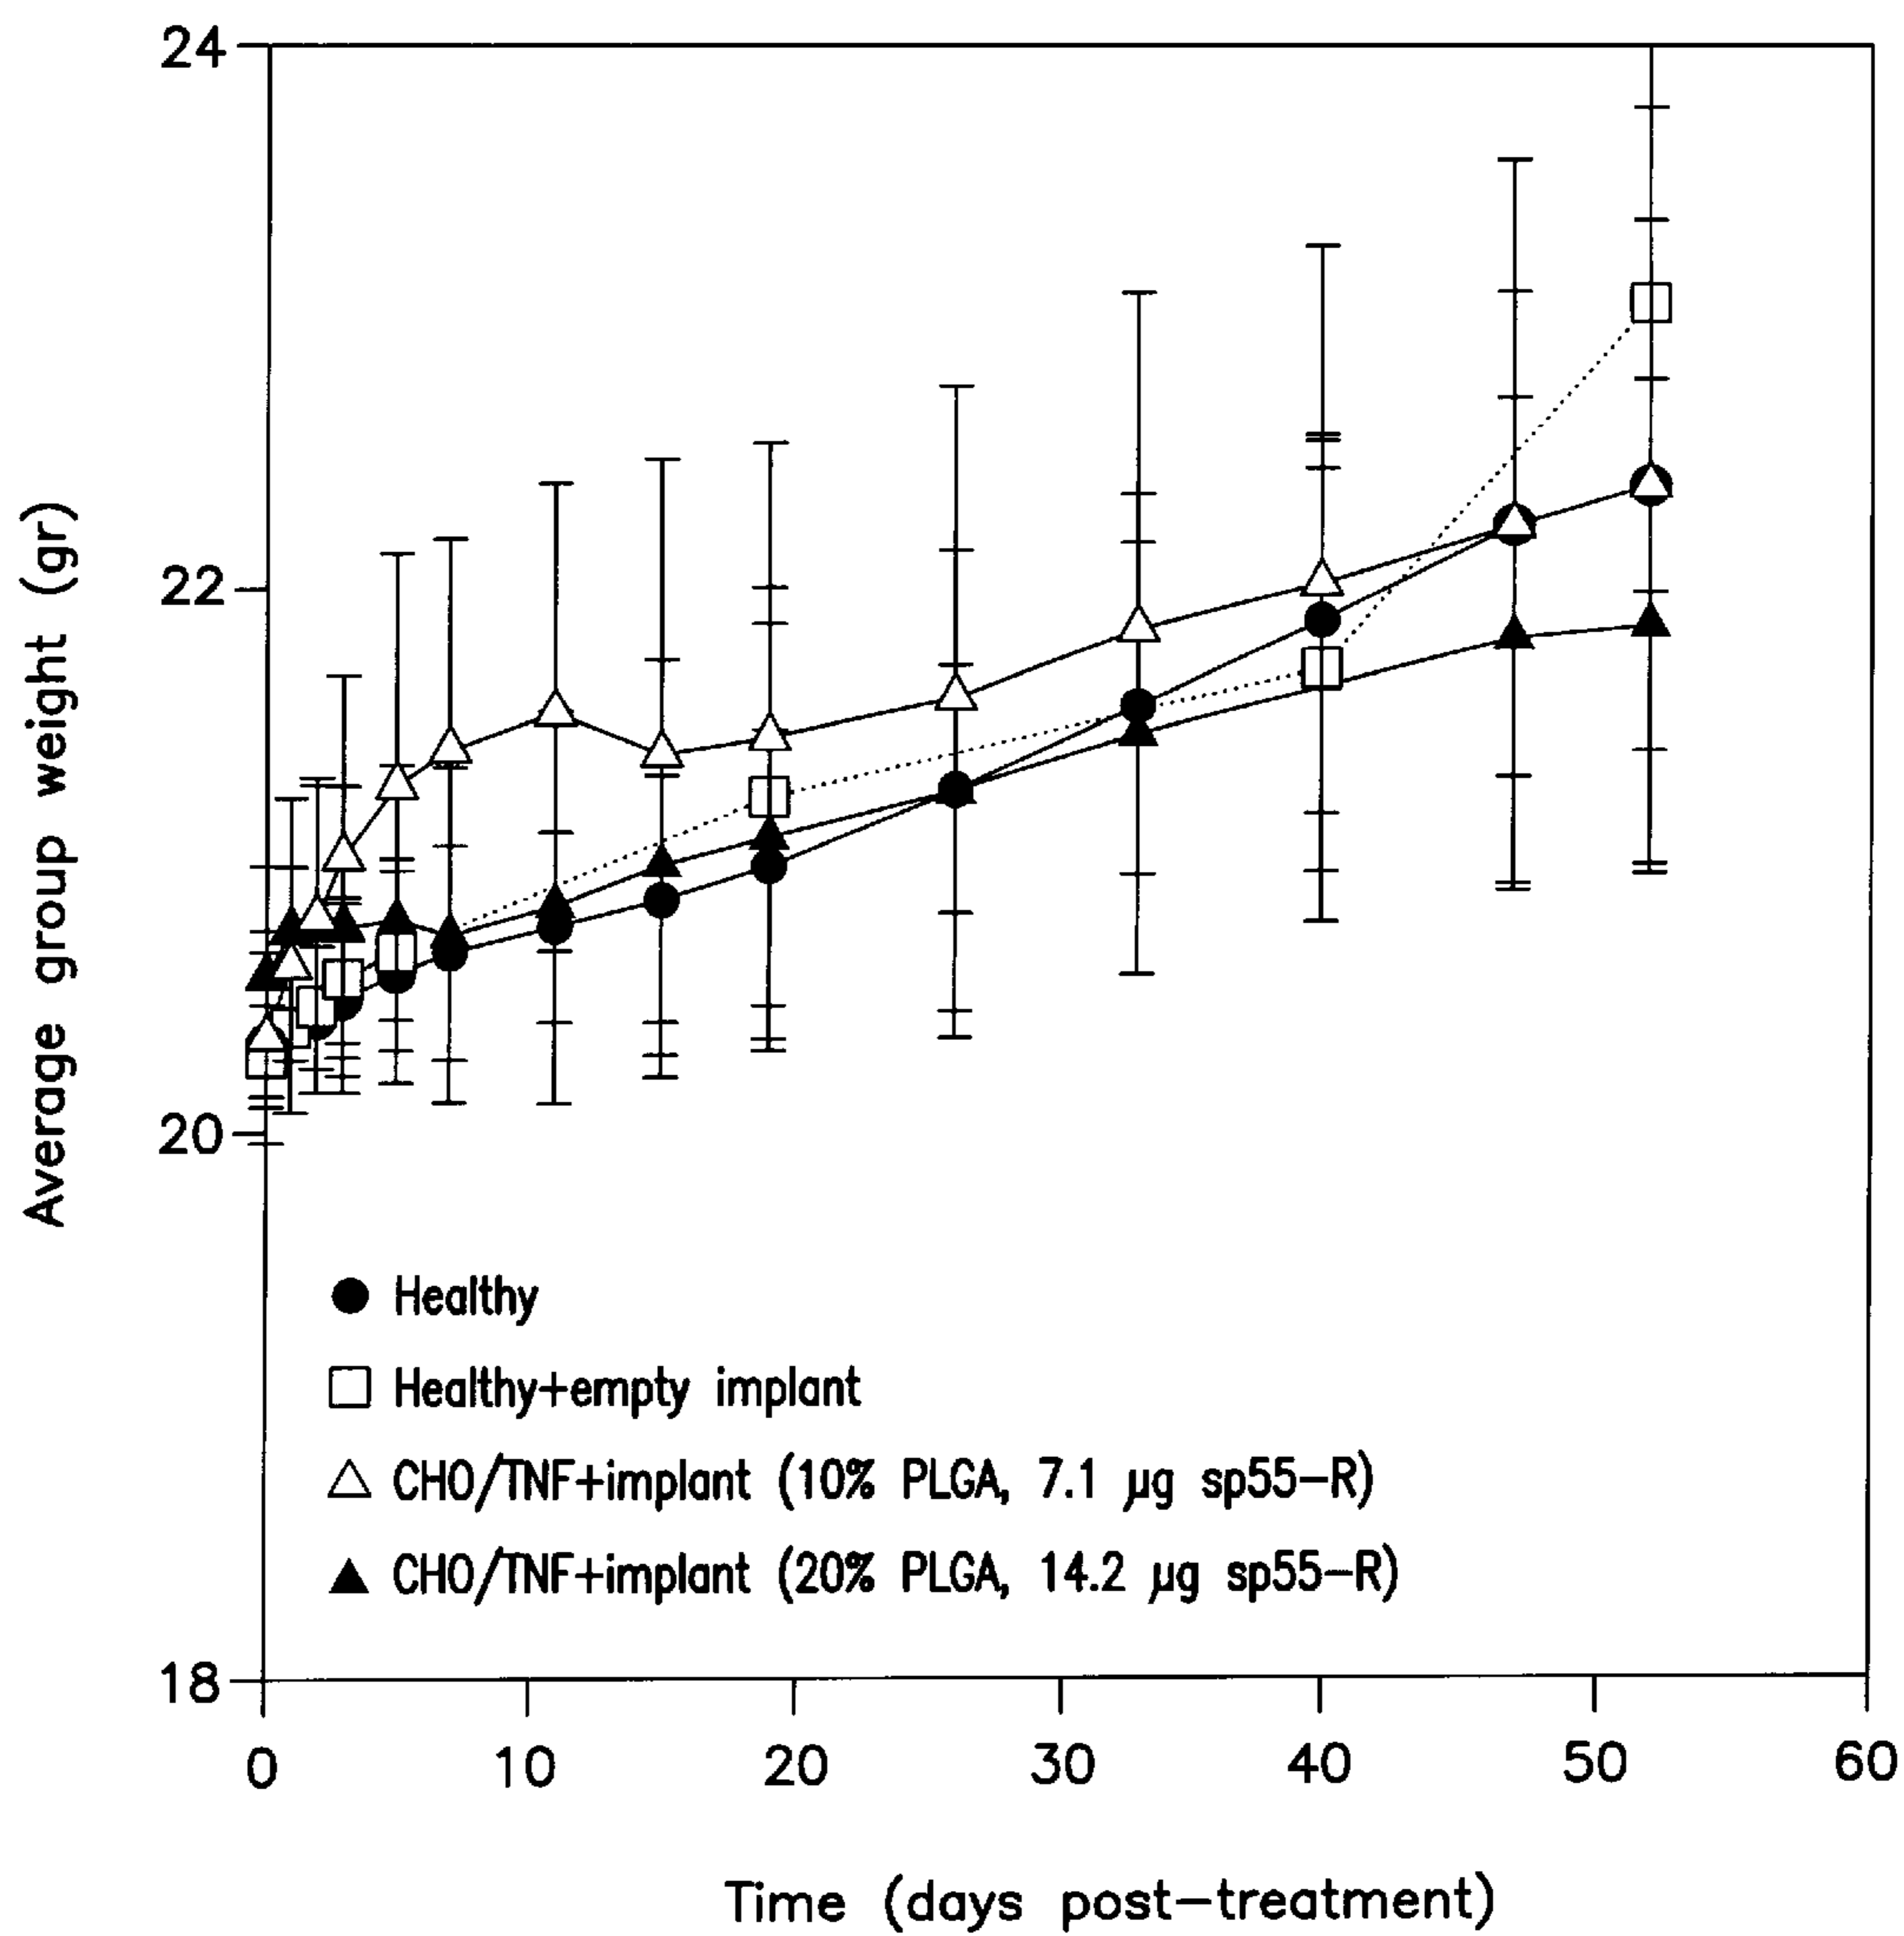 24
22
20
18
Average group weight (gr)
Healthy
Healthy+empty implant
CHO/TNF+implant (10% PLGA, 7.1 µg sp55-R)
CHO/TNF+implant (20% PLGA, 14.2 µg sp55-R)
0 10 20 30 40 50 60
Time (days post-treatment)